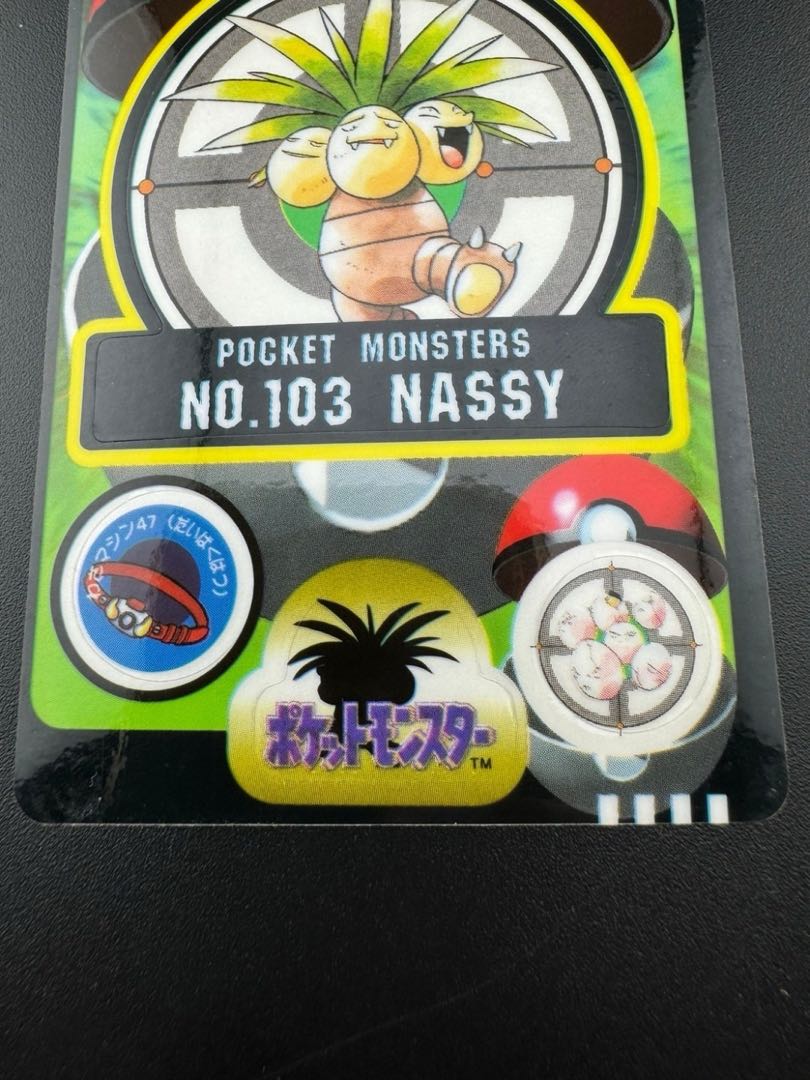 POCKET MONSTERS
NO.103 NASSY
わざマシン47（だいばくはつ）
ポケットモンスター TM